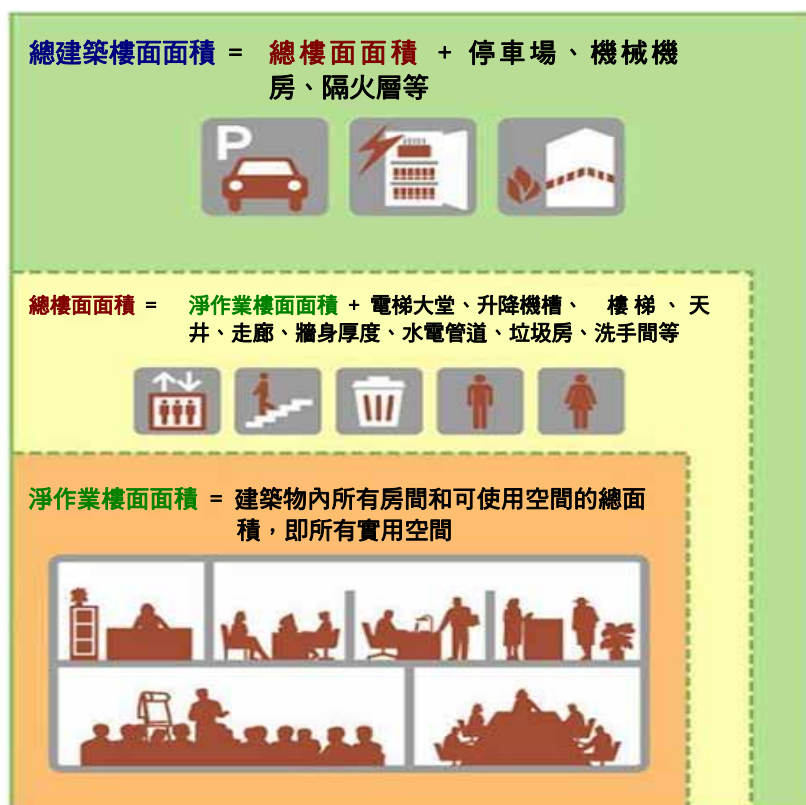 總建築樓面面積 = 總樓面面積 + 停車場、機械機
房、隔火層等
P
總樓面面積 = 淨作業樓面面積 + 電梯大堂、升降機槽、 樓梯、天
井、走廊、牆身厚度、水電管道、垃圾房、洗手間等
淨作業樓面面積 = 建築物內所有房間和可使用空間的總面
積，即所有實用空間